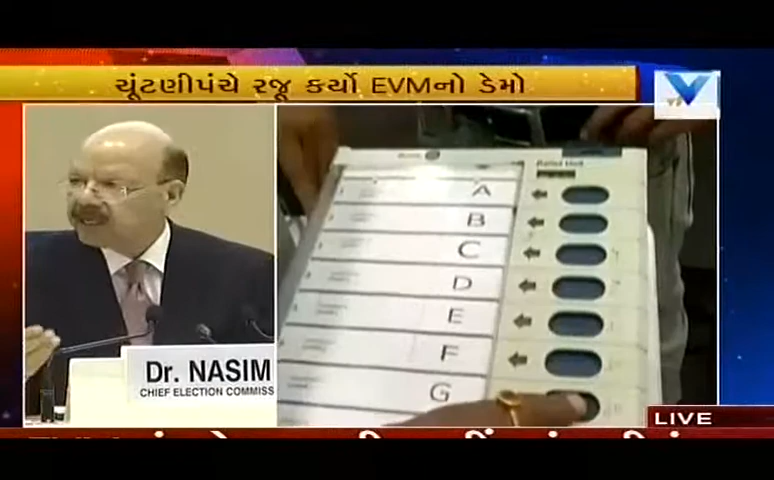 ચૂંટણીપંચે રજૂ કર્યો EVMનો ડેમો
Ballot Unit
A
B
C
D
E
F
G
Dr. NASIM
CHIEF ELECTION COMMISS
LIVE